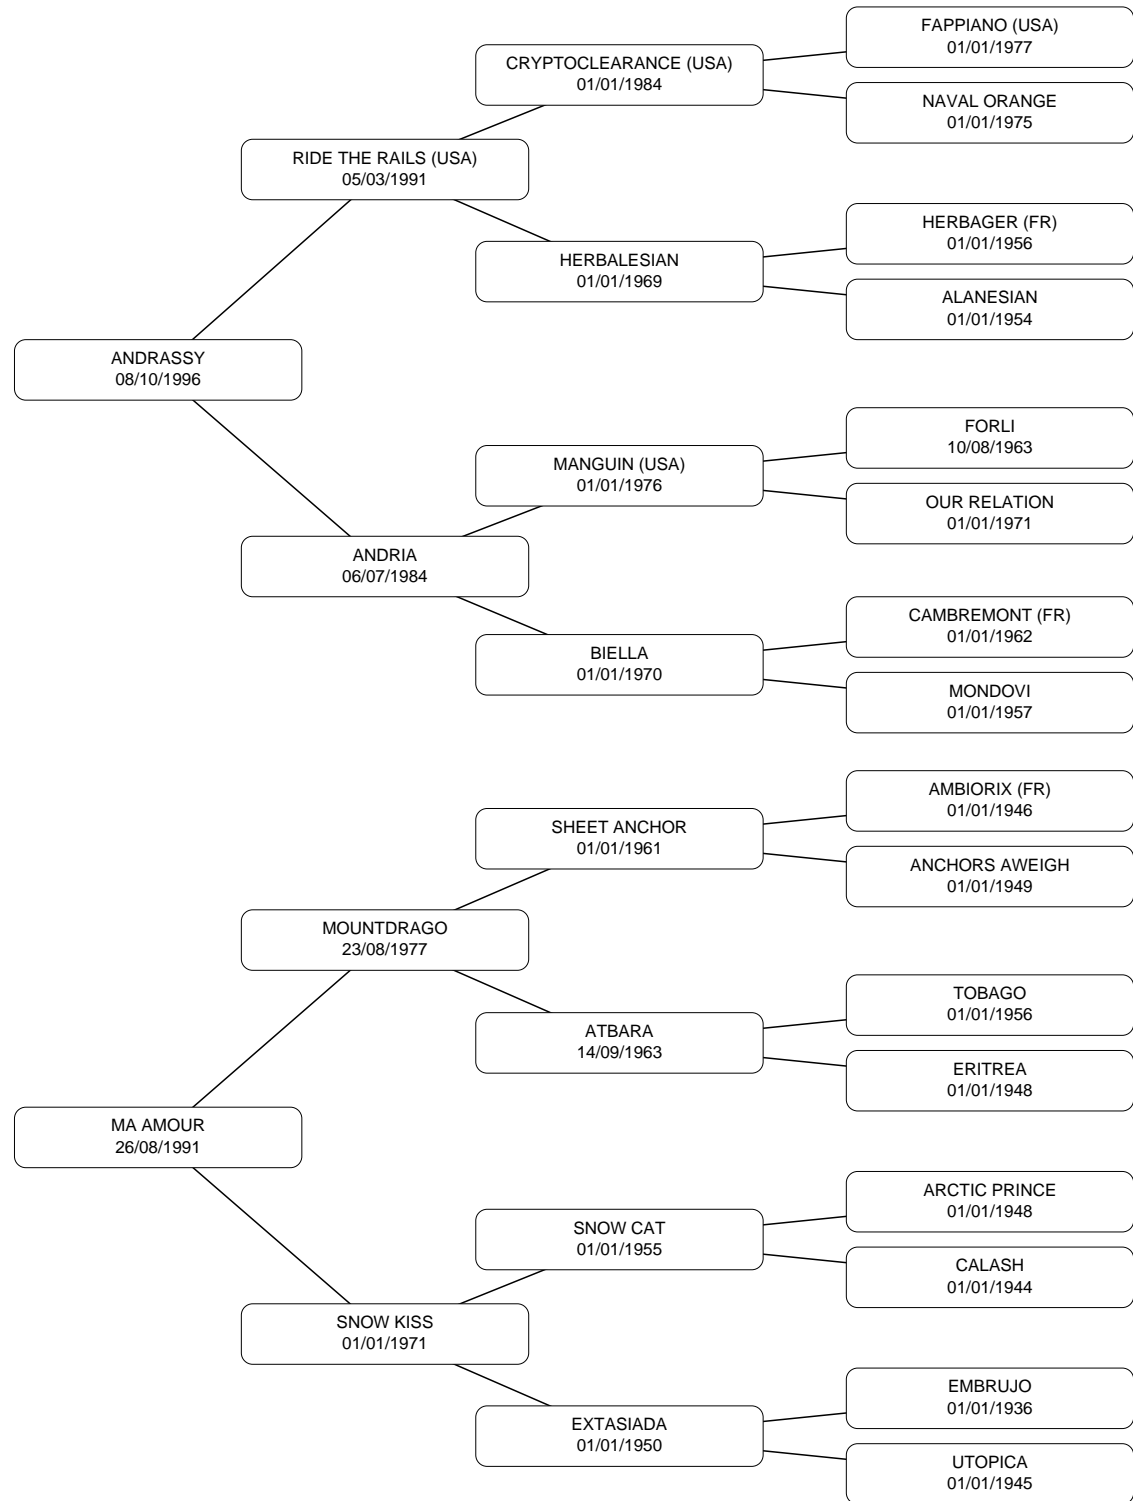 FAPPIANO (USA)
01/01/1977
CRYPTOCLEARANCE (USA)
01/01/1984
NAVAL ORANGE
01/01/1975
RIDE THE RAILS (USA)
05/03/1991
HERBAGER (FR)
01/01/1956
HERBALESIAN
01/01/1969
ALANESIAN
01/01/1954
ANDRASSY
08/10/1996
FORLI
10/08/1963
MANGUIN (USA)
01/01/1976
OUR RELATION
01/01/1971
ANDRIA
06/07/1984
CAMBREMONT (FR)
01/01/1962
BIELLA
01/01/1970
MONDOVI
01/01/1957
AMBIORIX (FR)
01/01/1946
SHEET ANCHOR
01/01/1961
ANCHORS AWEIGH
01/01/1949
MOUNTDRAGO
23/08/1977
TOBAGO
01/01/1956
ATBARA
14/09/1963
ERITREA
01/01/1948
MA AMOUR
26/08/1991
ARCTIC PRINCE
01/01/1948
SNOW CAT
01/01/1955
CALASH
01/01/1944
SNOW KISS
01/01/1971
EMBRUJO
01/01/1936
EXTASIADA
01/01/1950
UTOPICA
01/01/1945